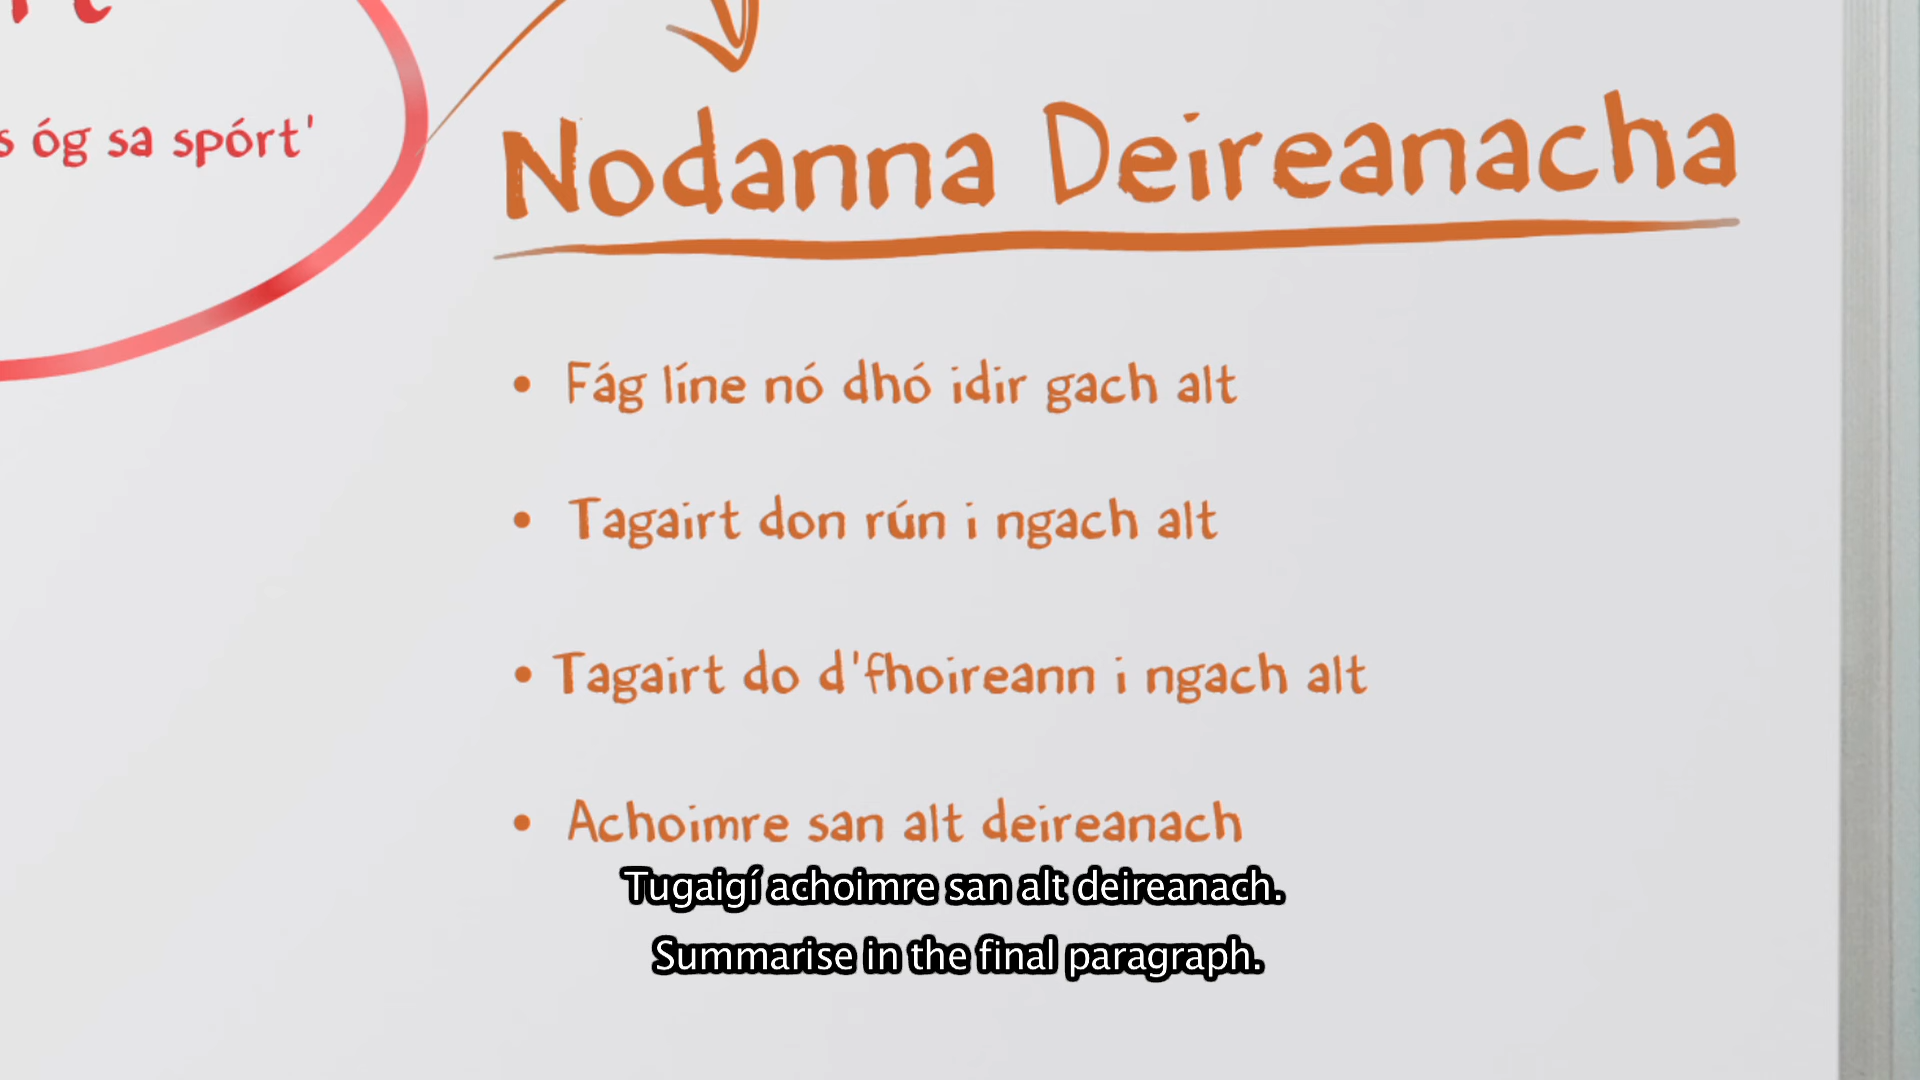 óg sa spórt'
Nodanna Deireanacha
• Fág líne nó dhó idir gach alt
• Tagairt don rún i ngach alt
• Tagairt do d'fhoireann i ngach alt
• Achoimre san alt deireanach
Tugaigí achoimre san alt deireanach.
Summarise in the final paragraph.